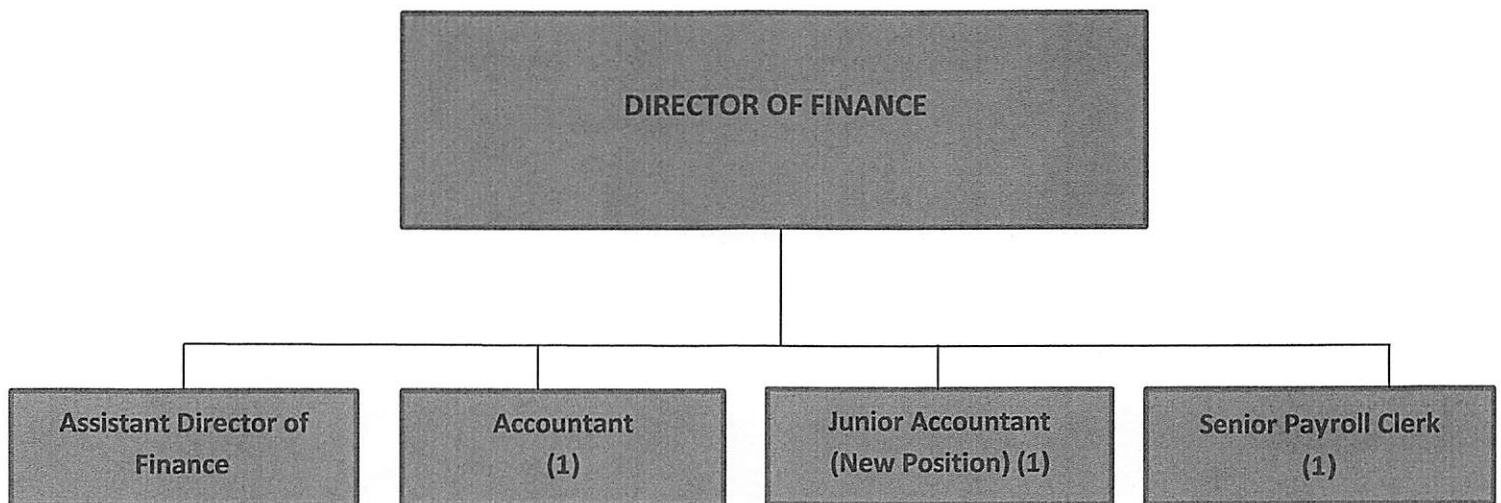 DIRECTOR OF FINANCE
Assistant Director of
Finance
Accountant
(1)
Junior Accountant
(New Position) (1)
Senior Payroll Clerk
(1)